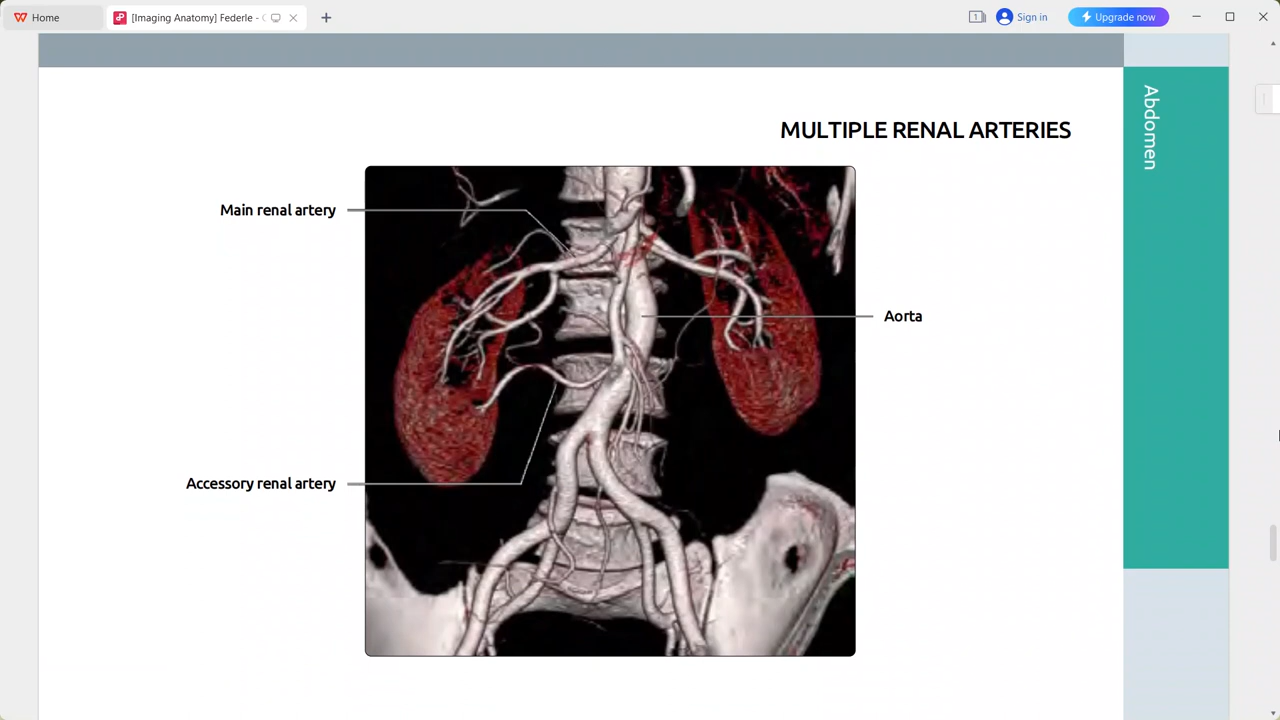 Home
[Imaging Anatomy] Federle -
1
Sign in
Upgrade now
Abdomen
MULTIPLE RENAL ARTERIES
Main renal artery
Aorta
Accessory renal artery